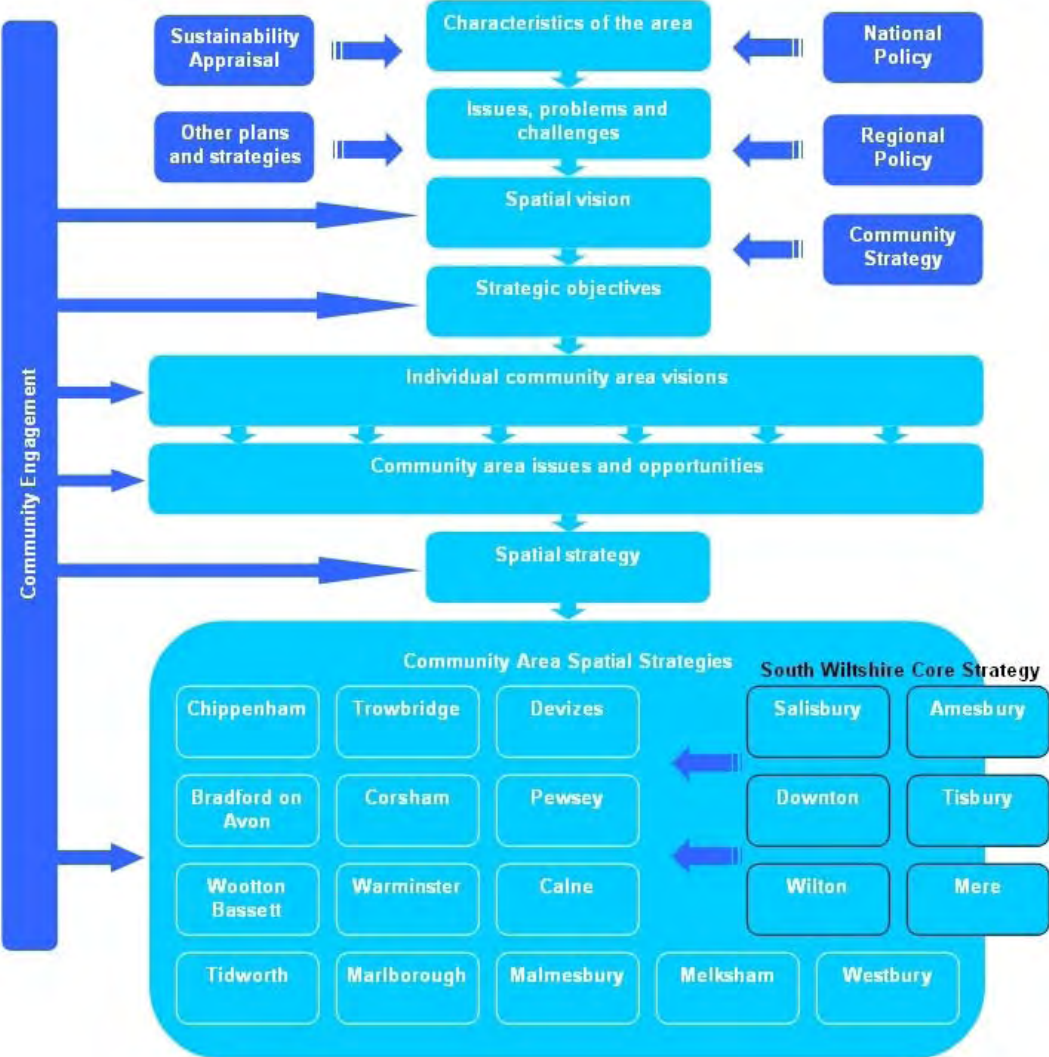 Characteristics of the area
Sustainability
Appraisal
National
Policy
Issues, problems and
challenges
Other plans
and strategies
Regional
Policy
Spatial vision
Community
Strategy
Strategic objectives
Individual community area visions
Community Engagement
Community area issues and opportunities
Spatial strategy
Community Area Spatial Strategies
South Wiltshire Core Strategy
Chippenham
Trowbridge
Devizes
Salisbury
Amesbury
Bradford on
Avon
Corsham
Pewsey
Downton
Tisbury
Wootton
Bassett
Warminster
Calne
Wilton
Mere
Tidworth
Marlborough
Malmesbury
Melksham
Westbury